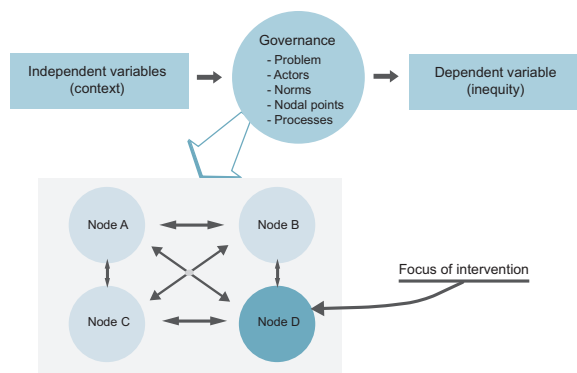 Governance
- Problem
- Actors
- Norms
- Nodal points
- Processes
Independent variables
(context)
Dependent variable
(inequity)
Node A
Node B
Focus of intervention
Node C
Node D